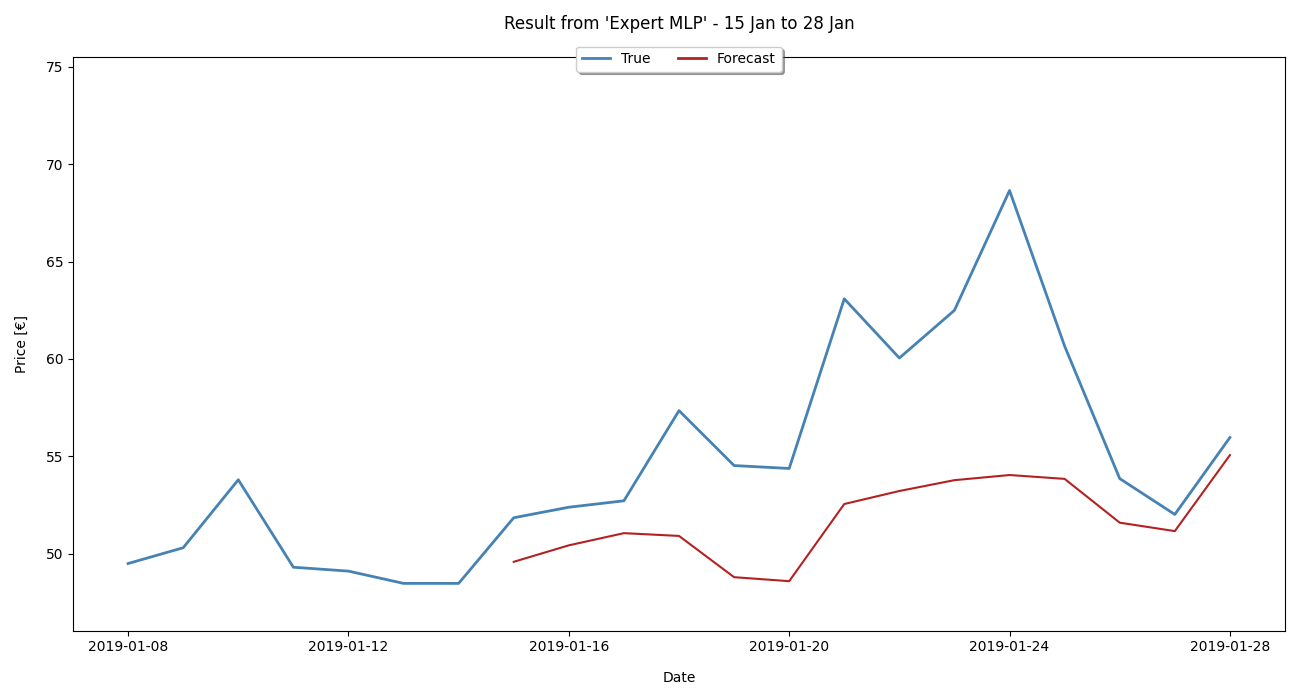 Result from 'Expert MLP' - 15 Jan to 28 Jan
True Forecast
75
70
65
60
55
50
Price [€]
2019-01-08 2019-01-12 2019-01-16 2019-01-20 2019-01-24 2019-01-28
Date